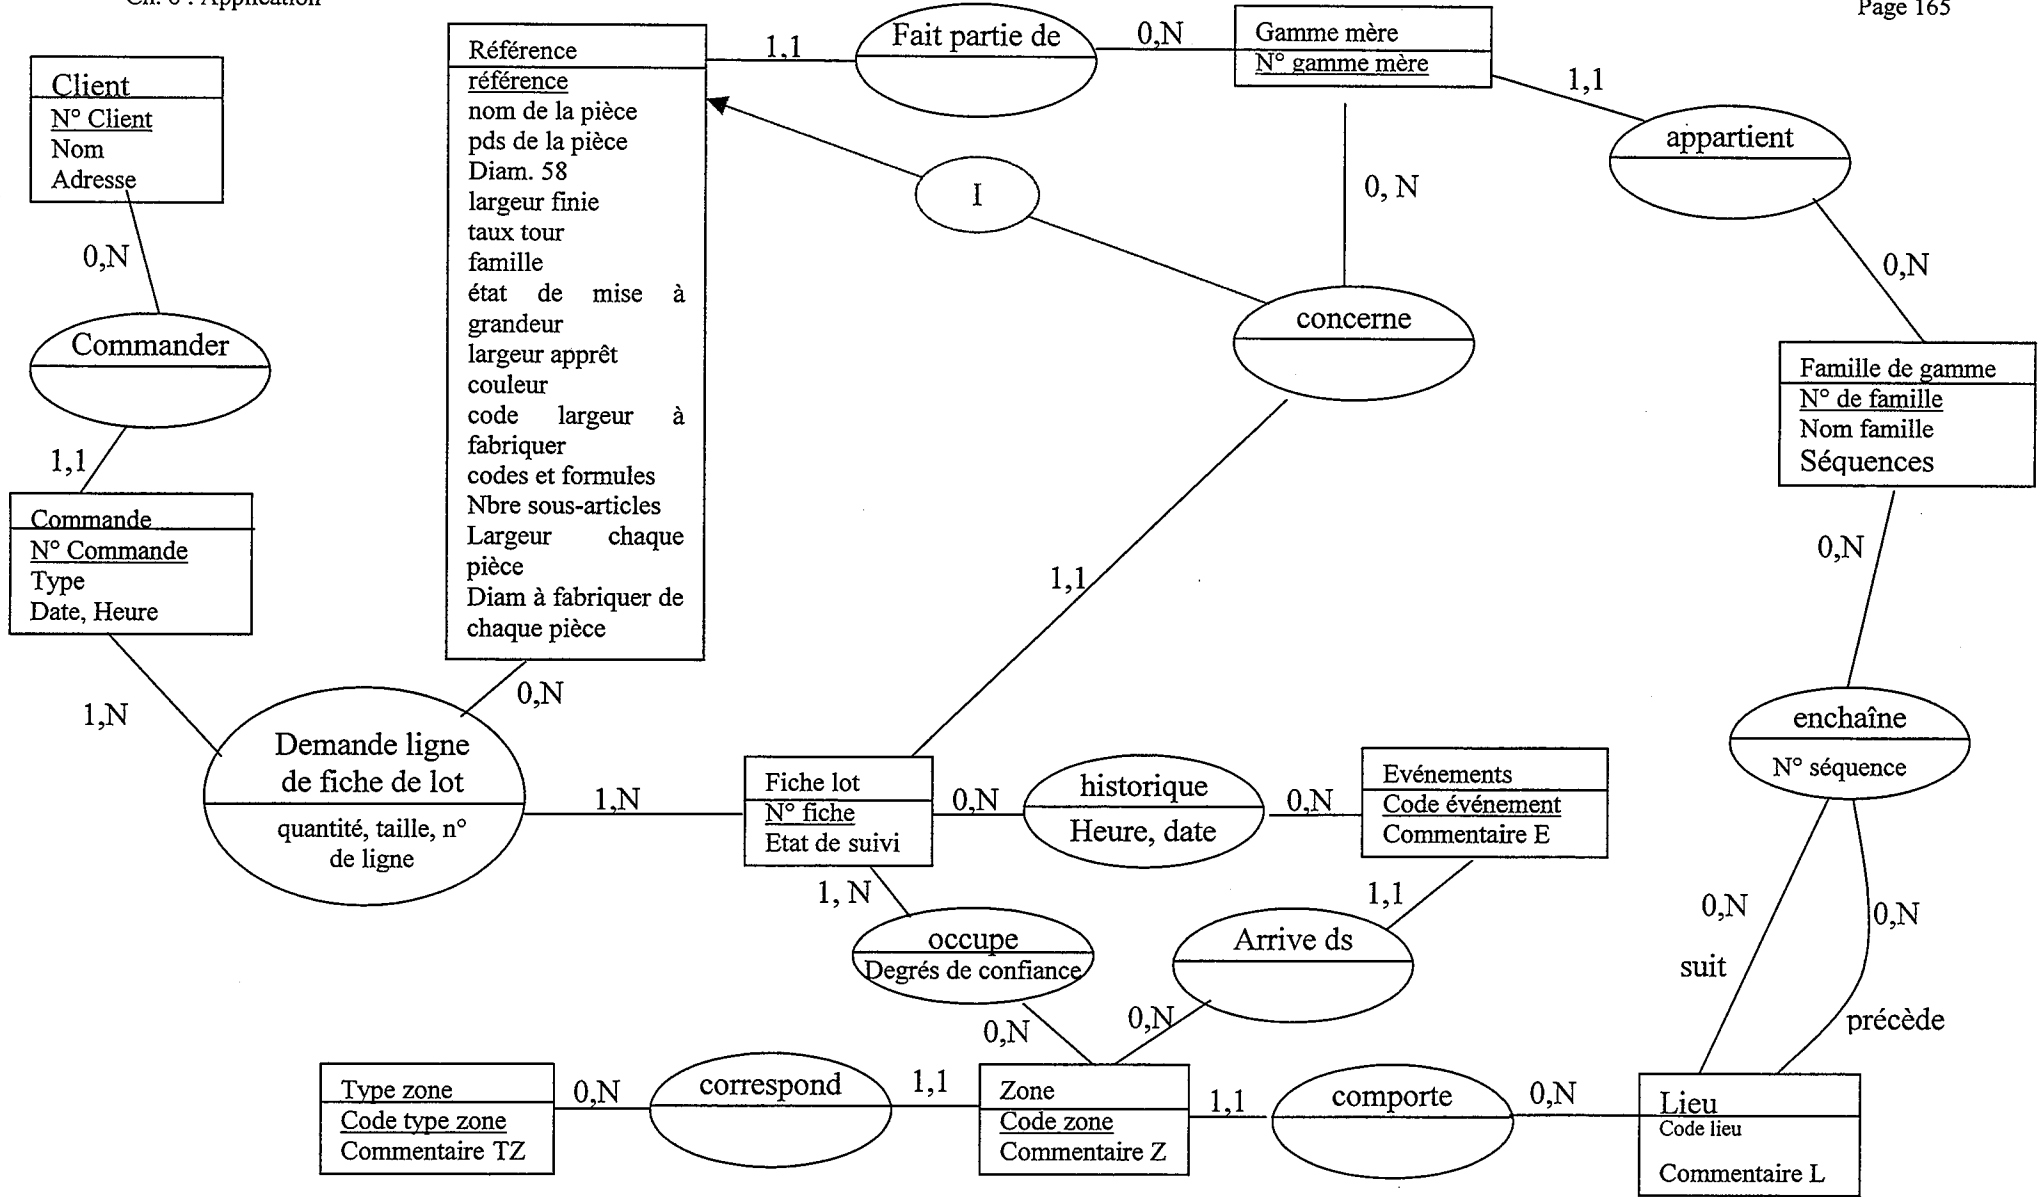 Ch. 6 : Application
Page 165
Client
N° Client
Nom
Adresse
0,N
Commander
1,1
Commande
N° Commande
Type
Date, Heure
1,N
Référence
référence
nom de la pièce
pds de la pièce
Diam. 58
largeur finie
taux tour
famille
état de mise à
grandeur
largeur apprêt
couleur
code largeur à
fabriquer
codes et formules
Nbre sous-articles
Largeur chaque
pièce
Diam à fabriquer de
chaque pièce
0,N
1,1
Fait partie de
0,N
Gamme mère
N° gamme mère
1,1
appartient
0,N
I
0, N
concerne
1,1
Famille de gamme
N° de famille
Nom famille
Séquences
0,N
enchaîne
N° séquence
0,N
suit
0,N
précède
Demande ligne
de fiche de lot
quantité, taille, n°
de ligne
1,N
Fiche lot
N° fiche
Etat de suivi
0,N
historique
Heure, date
0,N
Evénements
Code événement
Commentaire E
1, N
occupe
Degrés de confiance
0,N
1,1
Arrive ds
0,N
Type zone
Code type zone
Commentaire TZ
0,N
correspond
1,1
Zone
Code zone
Commentaire Z
1,1
comporte
0,N
Lieu
Code lieu
Commentaire L